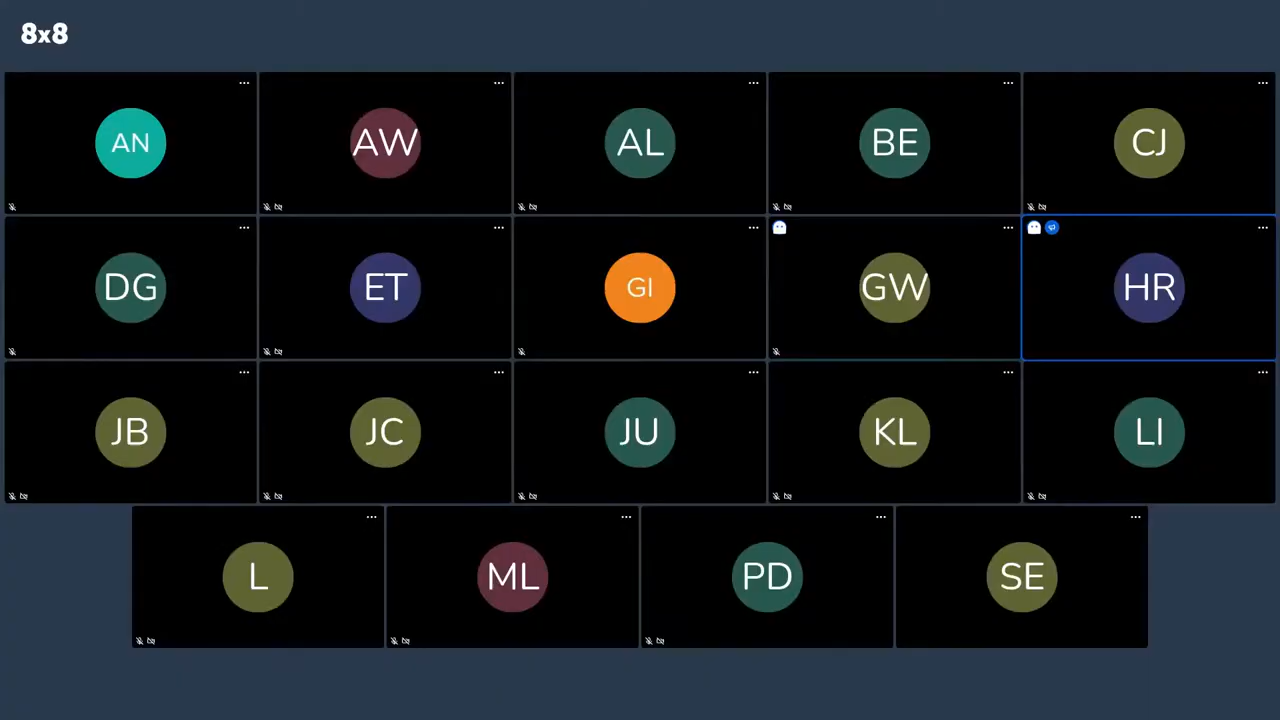 8x8
AN AW AL BE CJ
DG ET GI GW HR
JB JC JU KL LI
L ML PD SE